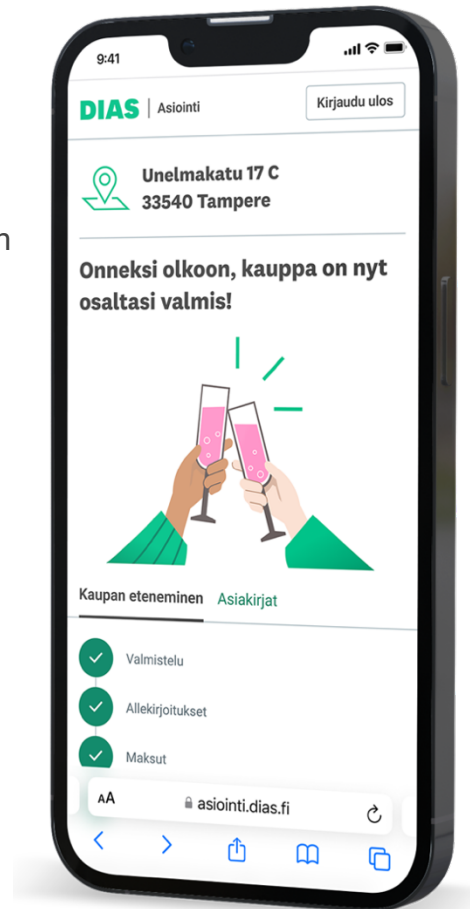 n
9:41
DIAS | Asiointi
Kirjaudu ulos
Unelmakatu 17 C
33540 Tampere
Onneksi olkoon, kauppa on nyt
osaltasi valmis!
Kaupan eteneminen
Asiakirjat
Valmistelu
Allekirjoitukset
Maksut
AA
asiointi.dias.fi